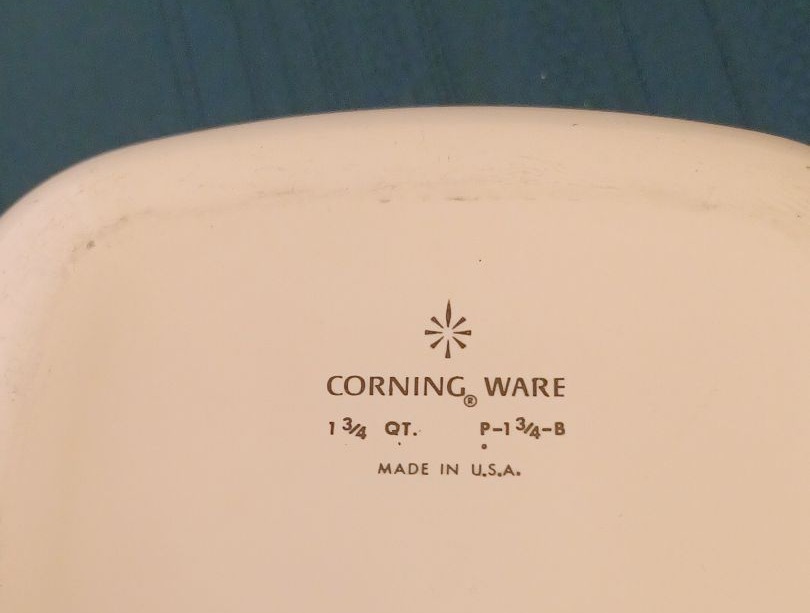 CORNING® WARE
1 3/4 QT. P-1 3/4-B
MADE IN U.S.A.